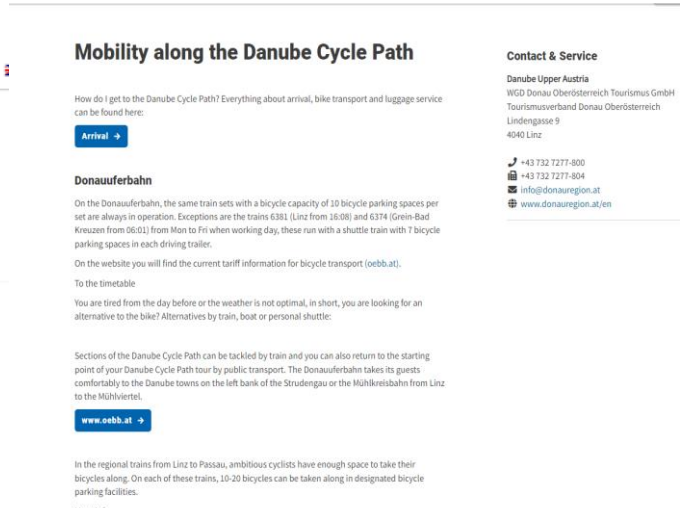 Mobility along the Danube Cycle Path
How do I get to the Danube Cycle Path? Everything about arrival, bike transport and luggage service
can be found here:
Arrival →
Donauuferbahn
On the Donauuferbahn, the same train sets with a bicycle capacity of 10 bicycle parking spaces per
set are always in operation. Exceptions are the trains 6381 (Linz from 16:08) and 6374 (Grein-Bad
Kreuzen from 06:01) from Mon to Fri when working day, these run with a shuttle train with 7 bicycle
parking spaces in each driving trailer.
On the website you will find the current tariff information for bicycle transport (oebb.at).
To the timetable
You are tired from the day before or the weather is not optimal, in short, you are looking for an
alternative to the bike? Alternatives by train, boat or personal shuttle:
Sections of the Danube Cycle Path can be tackled by train and you can also return to the starting
point of your Danube Cycle Path tour by public transport. The Donauuferbahn takes its guests
comfortably to the Danube towns on the left bank of the Strudengau or the Mühlkreisbahn from Linz
to the Mühlviertel.
www.oebb.at →
In the regional trains from Linz to Passau, ambitious cyclists have enough space to take their
bicycles along. On each of these trains, 10-20 bicycles can be taken along in designated bicycle
parking facilities.
Contact & Service
Danube Upper Austria
WGD Donau Oberösterreich Tourismus GmbH
Tourismusverband Donau Oberösterreich
Lindengasse 9
4040 Linz
+43 732 7277-800
+43 732 7277-804
info@donauregion.at
www.donauregion.at/en